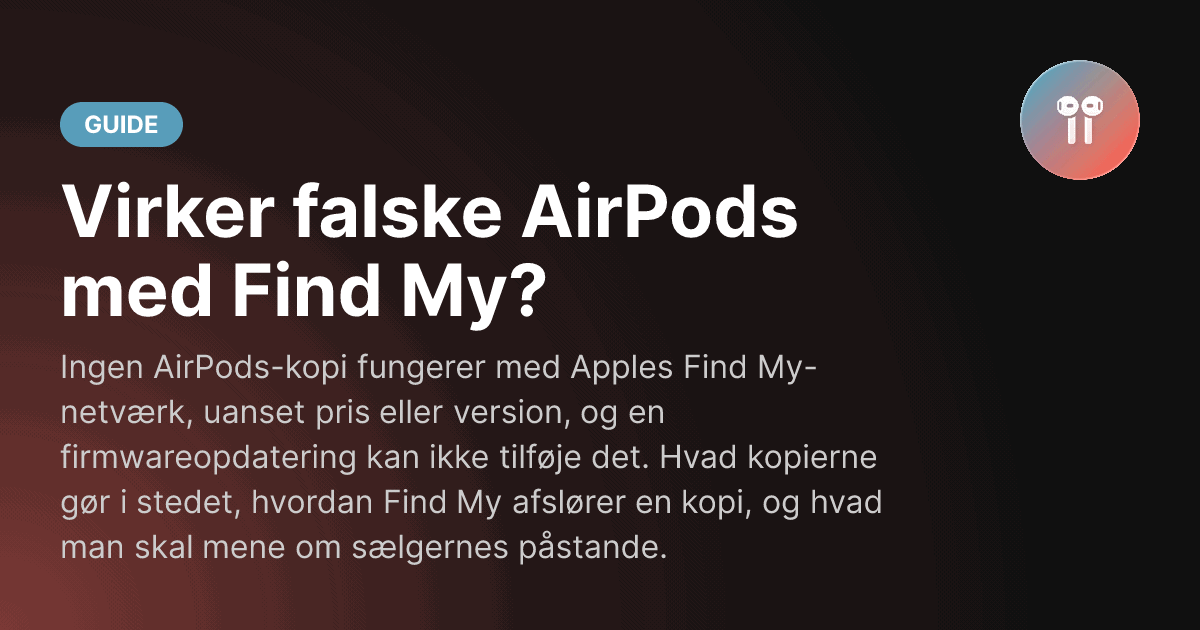 GUIDE
Virker falske AirPods
med Find My?
Ingen AirPods-kopi fungerer med Apples Find My-
netværk, uanset pris eller version, og en
firmwareopdatering kan ikke tilføje det. Hvad kopierne
gør i stedet, hvordan Find My afslører en kopi, og hvad
man skal mene om sælgernes påstande.